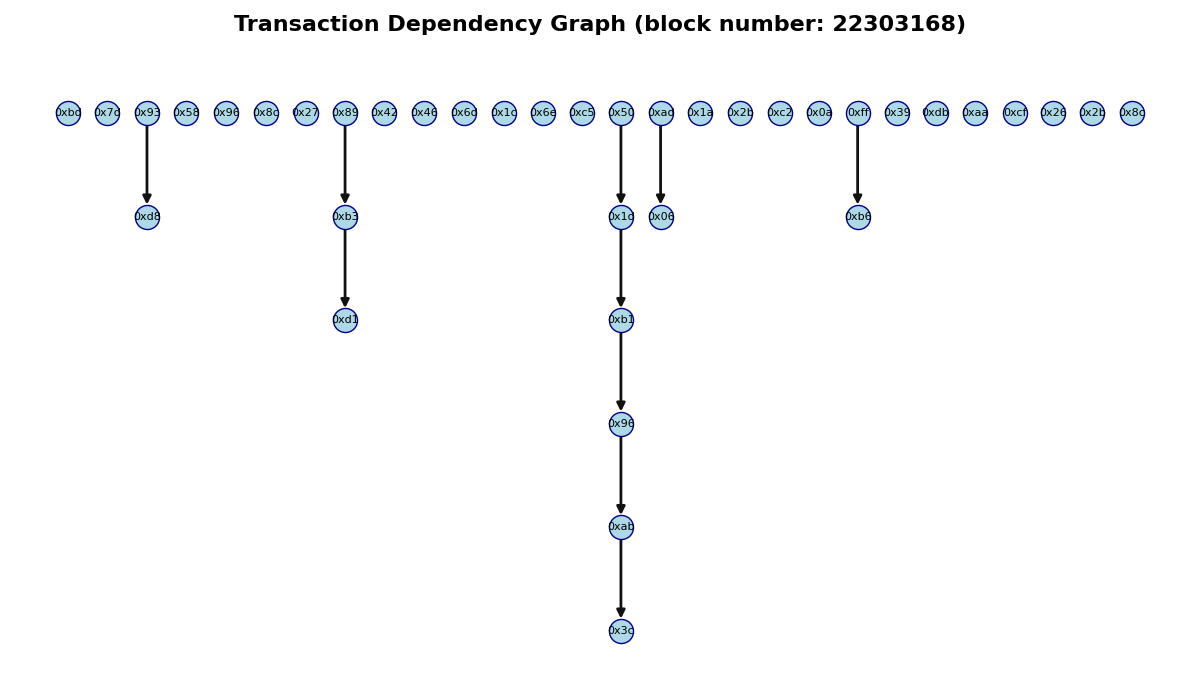 Transaction Dependency Graph (block number: 22303168)
0xbd 0x7d 0x93 0x58 0x96 0x8c 0x27 0x89 0x42 0x46 0x6d 0x1c 0x6e 0xc5 0x50 0xad 0x1a 0x2b 0xc2 0x0a 0xff 0x39 0xdb 0xaa 0xcf 0x26 0x2b 0x8c
0xd8 0xb3 0x1d 0x06 0xb6
0xd1 0xb1
0x96
0xab
0x3c